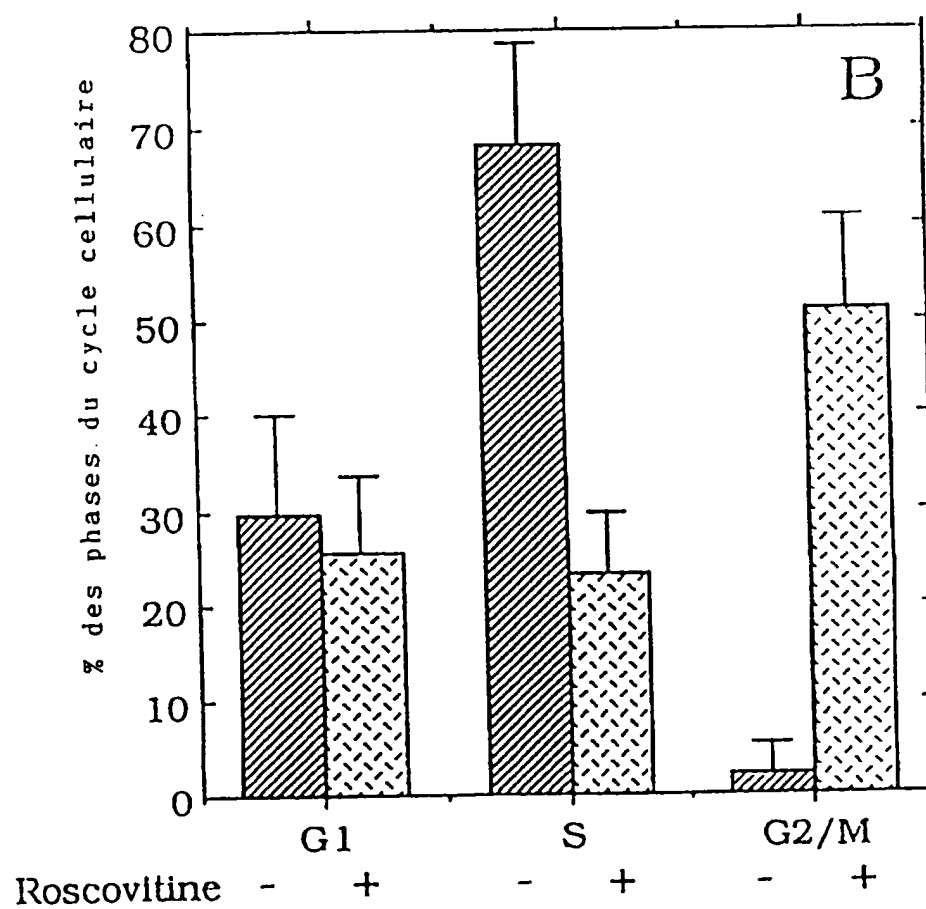 B
% des phases du cycle cellulaire
80
70
60
50
40
30
20
10
0
G1 S G2/M
Roscovitine - + - + - +